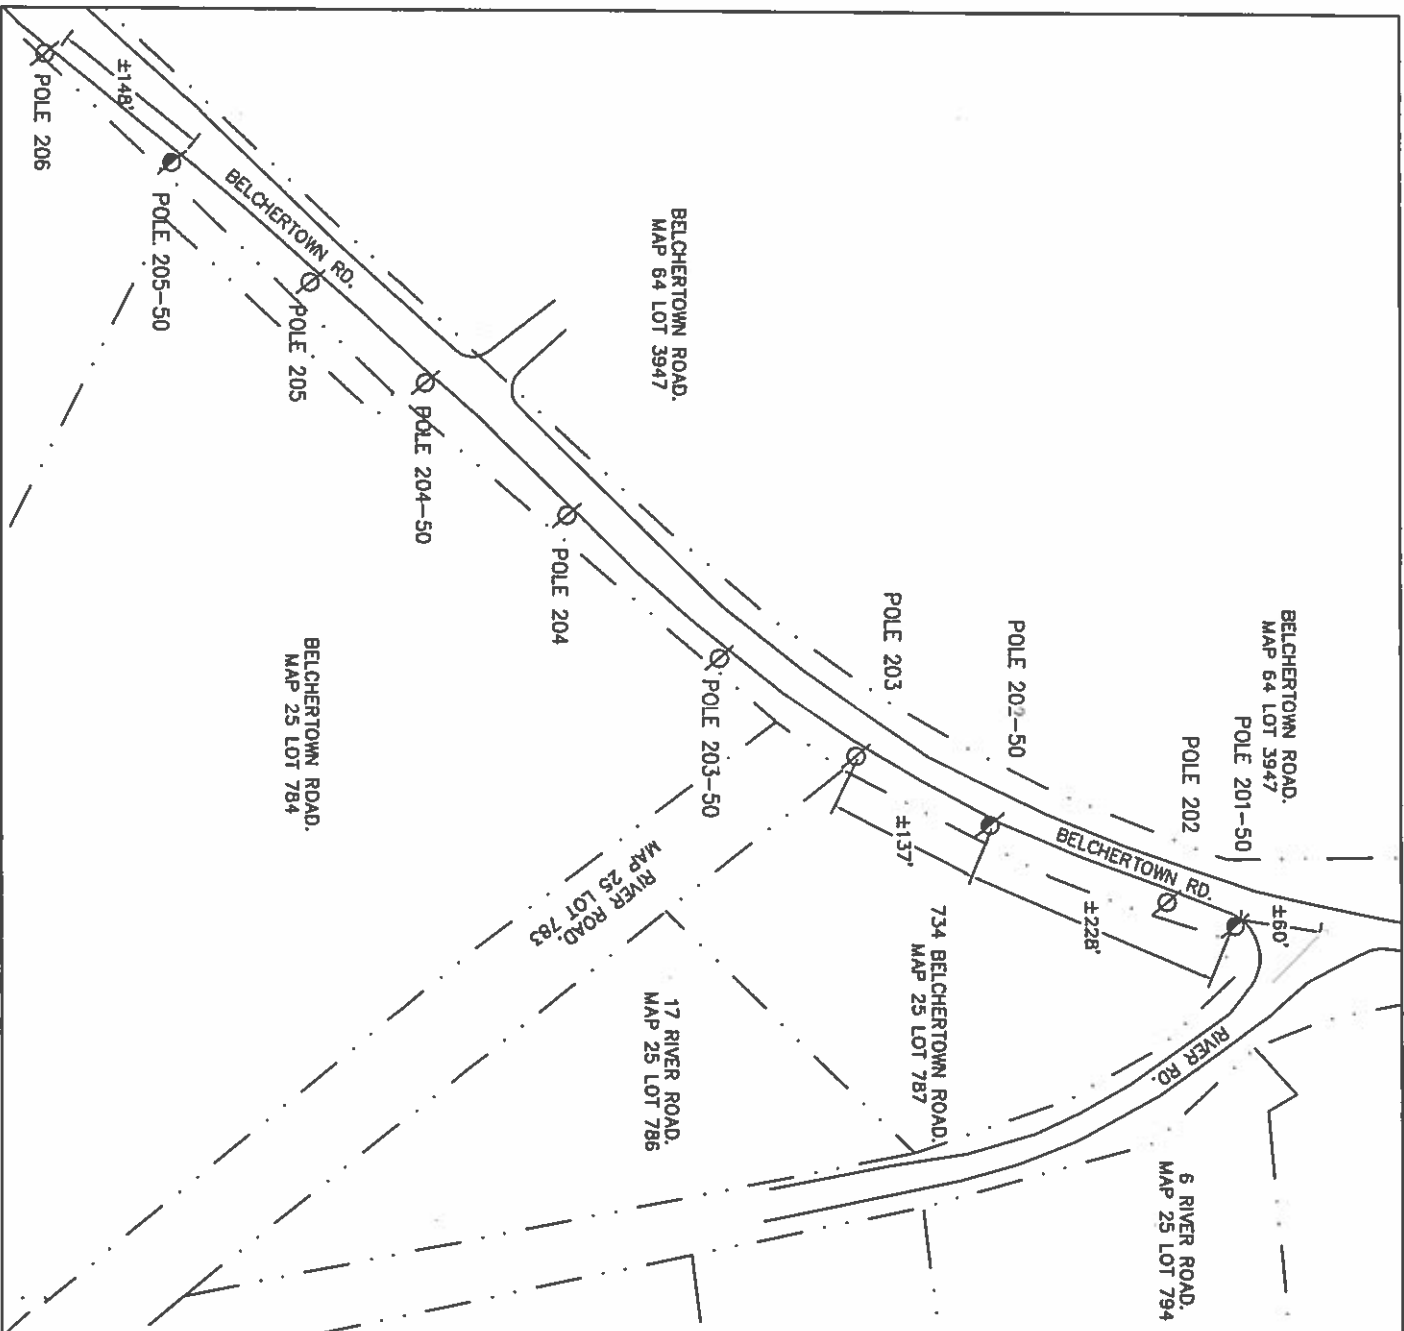 BELCHERTOWN ROAD.
MAP 64 LOT 3947
POLE 201-50
POLE 202
POLE 202-50
POLE 203
BELCHERTOWN ROAD.
MAP 64 LOT 3947
±148'
POLE 206
BELCHERTOWN RD.
POLE 205-50
POLE 205
POLE 204-50
POLE 204
POLE 203-50
BELCHERTOWN RD.
±60'
±228'
±137'
RIVER RD.
734 BELCHERTOWN ROAD.
MAP 25 LOT 787
6 RIVER ROAD.
MAP 25 LOT 794
17 RIVER ROAD.
MAP 25 LOT 786
RIVER ROAD.
MAP 25 LOT 783
BELCHERTOWN ROAD.
MAP 25 LOT 784